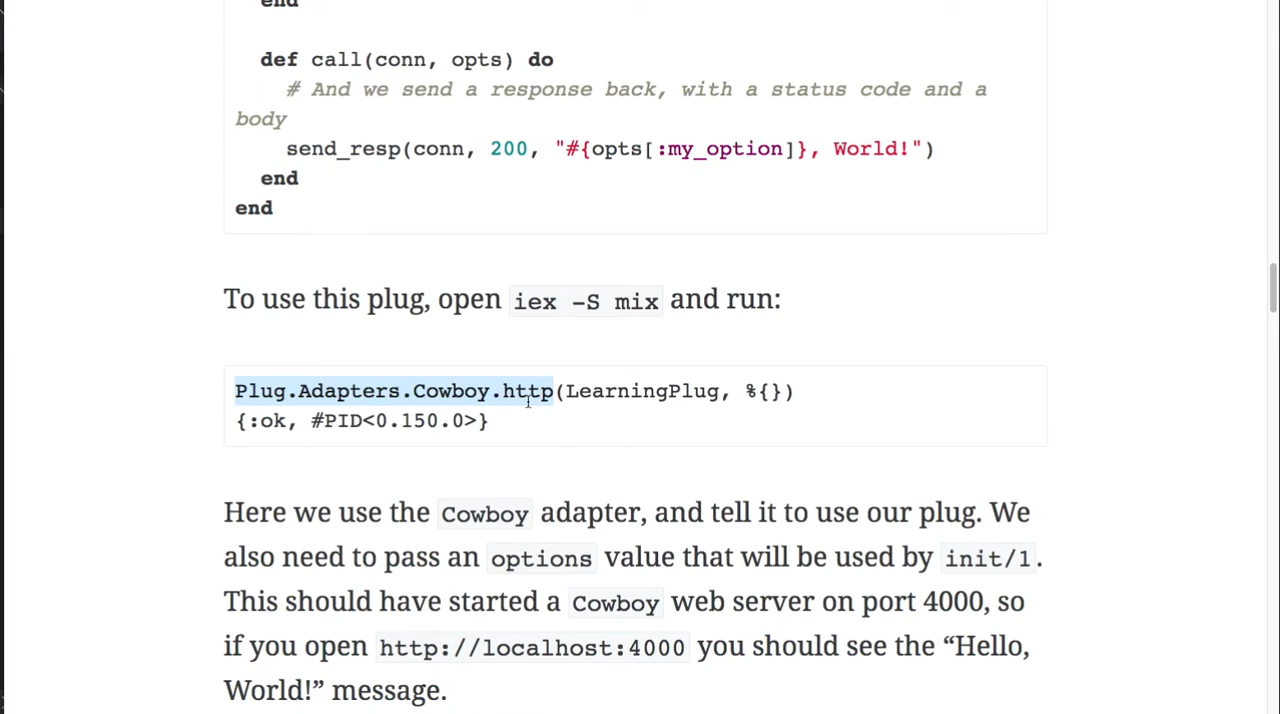 end
def call(conn, opts) do
# And we send a response back, with a status code and a
body
send_resp(conn, 200, "#{opts[:my_option]}, World!")
end
end
To use this plug, open iex -S mix and run:
Plug.Adapters.Cowboy.http(LearningPlug, %{})
{:ok, #PID<0.150.0>}
Here we use the Cowboy adapter, and tell it to use our plug. We
also need to pass an options value that will be used by init/1.
This should have started a Cowboy web server on port 4000, so
if you open http://localhost:4000 you should see the “Hello,
World!” message.